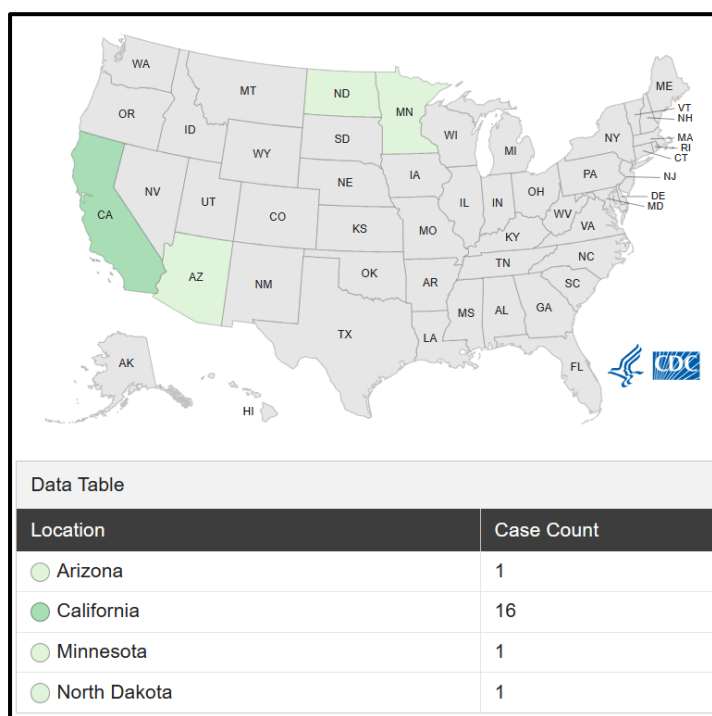 WA
MT
ND
MN
ME
VT
NH
OR
ID
SD
WI
NY
MA
RI
CT
WY
MI
IA
PA
NJ
NE
NV
OH
DE
MD
IL
IN
UT
CO
WV
VA
CA
KS
MO
KY
NC
TN
AZ
OK
NM
AR
SC
MS
AL
GA
TX
LA
AK
FL
CDC
HI
Data Table
Location Case Count
Arizona 1
California 16
Minnesota 1
North Dakota 1